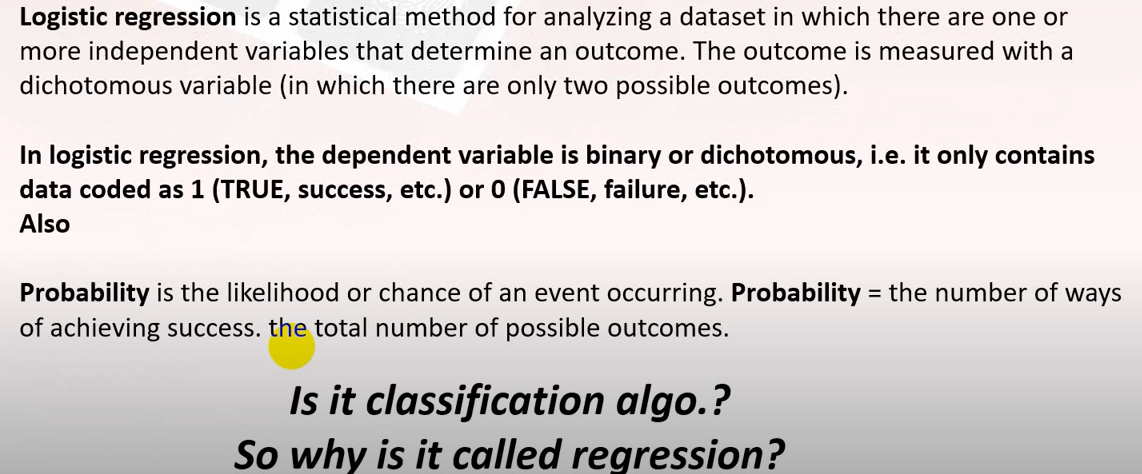 Logistic regression is a statistical method for analyzing a dataset in which there are one or
more independent variables that determine an outcome. The outcome is measured with a
dichotomous variable (in which there are only two possible outcomes).
In logistic regression, the dependent variable is binary or dichotomous, i.e. it only contains
data coded as 1 (TRUE, success, etc.) or 0 (FALSE, failure, etc.).
Also
Probability is the likelihood or chance of an event occurring. Probability = the number of ways
of achieving success. the total number of possible outcomes.
Is it classification algo.?
So why is it called regression?